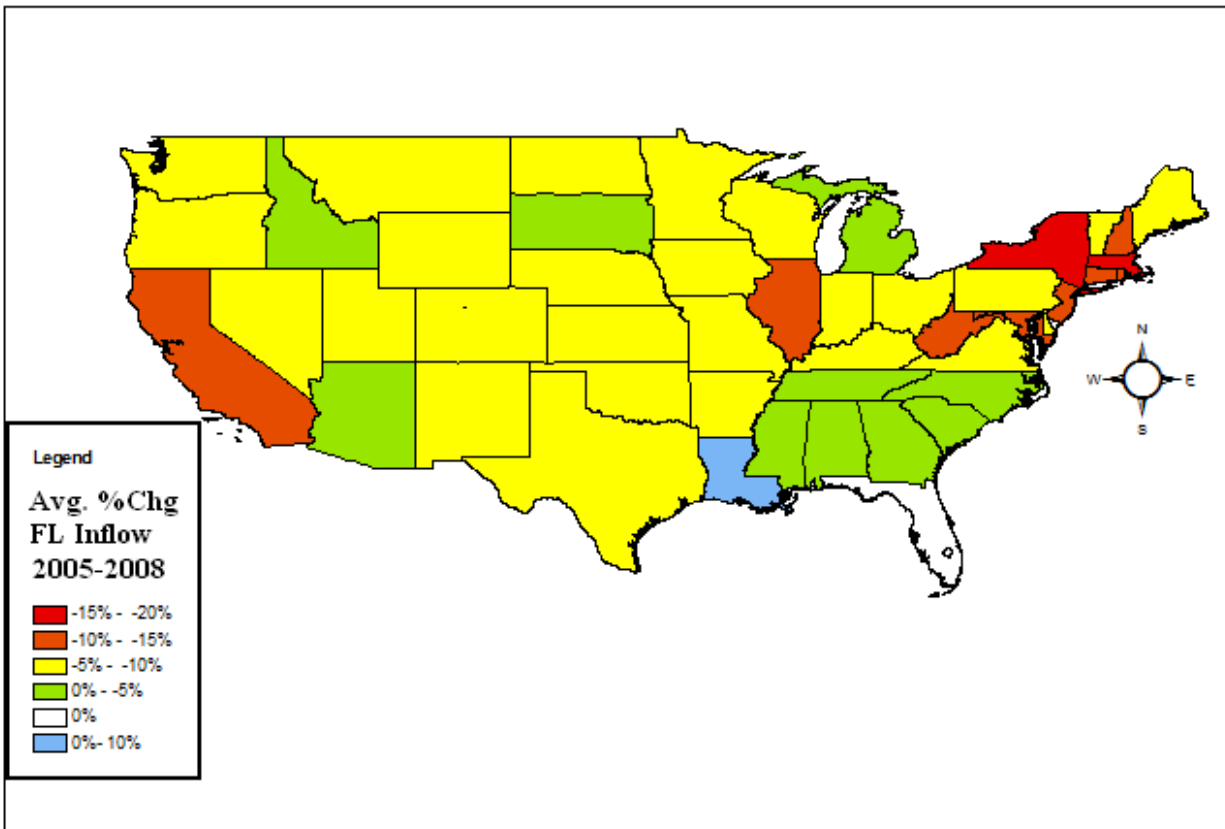 N
W E
S
Legend
Avg. %Chg
FL Inflow
2005-2008
-15% - -20%
-10% - -15%
-5% - -10%
0% - -5%
0%
0%- 10%